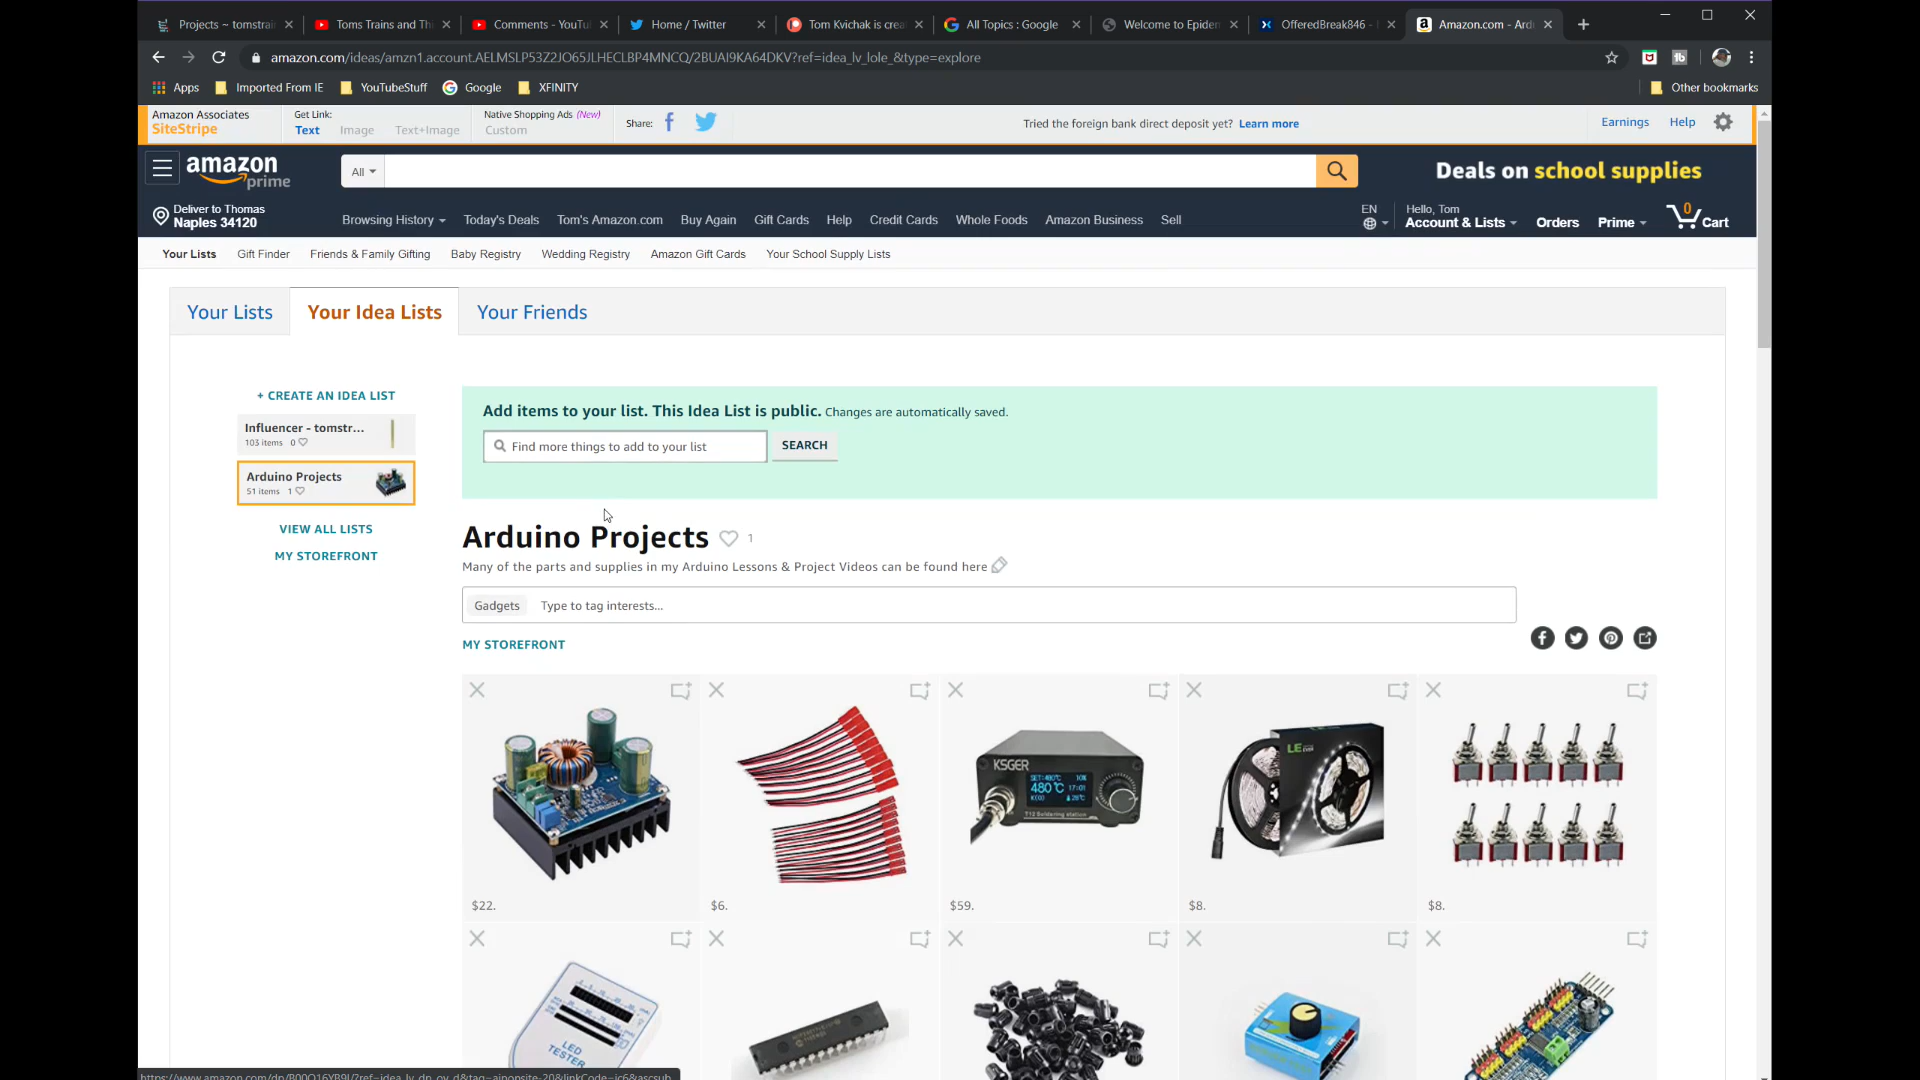 Projects ~ tomstrai
Toms Trains and Thi
Comments - YouTu
Home / Twitter
Tom Kvichak is crea
All Topics : Google
Welcome to Epiden
OfferedBreak846 -
Amazon.com - Ard
amazon.com/ideas/amzn1.account.AELMSLP53Z2JO65JLHECLBP4MNCQ/2BUAI9KA64DKV?ref=idea_lv_lole_&type=explore
Apps
Imported From IE
YouTubeStuff
Google
XFINITY
Other bookmarks
Amazon Associates
SiteStripe
Get Link:
Text Image Text+Image
Native Shopping Ads (New)
Custom
Share:
Tried the foreign bank direct deposit yet? Learn more
Earnings
Help
amazon
prime
All
Deals on school supplies
Deliver to Thomas
Naples 34120
Browsing History
Today's Deals
Tom's Amazon.com
Buy Again
Gift Cards
Help
Credit Cards
Whole Foods
Amazon Business
Sell
EN
Hello, Tom
Account & Lists
Orders
Prime
0
Cart
Your Lists
Gift Finder
Friends & Family Gifting
Baby Registry
Wedding Registry
Amazon Gift Cards
Your School Supply Lists
Your Lists
Your Idea Lists
Your Friends
+ CREATE AN IDEA LIST
Influencer - tomstr...
103 items 0
Arduino Projects
51 items 1
VIEW ALL LISTS
MY STOREFRONT
Add items to your list. This Idea List is public. Changes are automatically saved.
Find more things to add to your list
SEARCH
Arduino Projects
1
Many of the parts and supplies in my Arduino Lessons & Project Videos can be found here
Gadgets
Type to tag interests...
MY STOREFRONT
KSGER
SET:480℃ 10%
480℃ 17:01
T12 Soldering station
LE
$22.
$6.
$59.
$8.
$8.
LED
TESTER